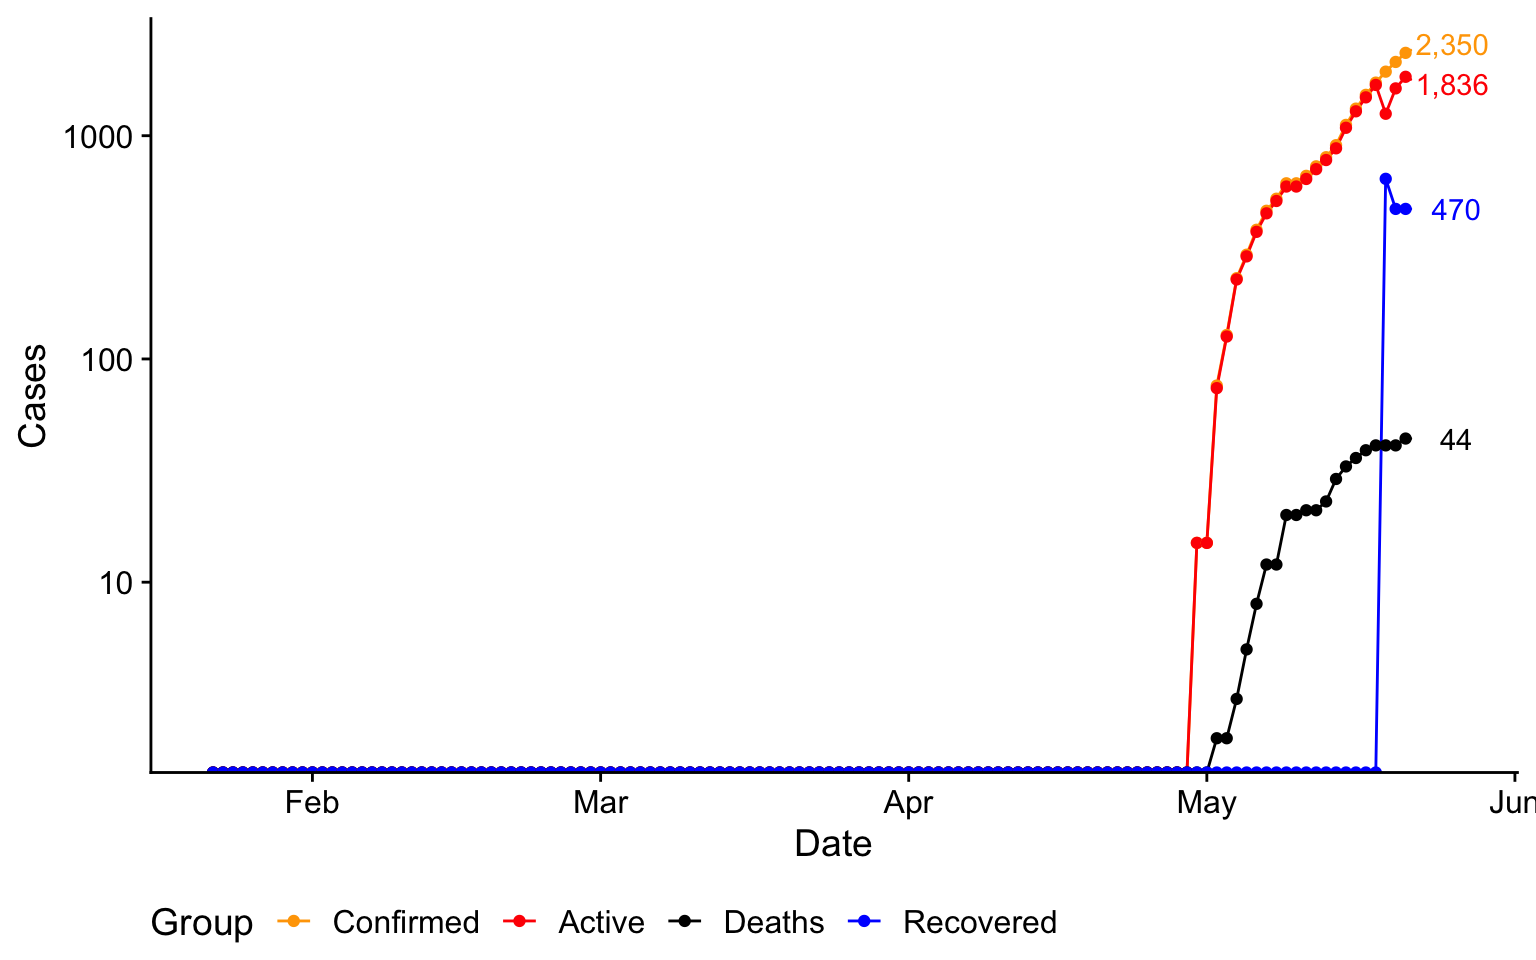 2,350
1,836
1000
470
100
44
10
Cases
Feb Mar Apr May Jun
Date
Group Confirmed Active Deaths Recovered